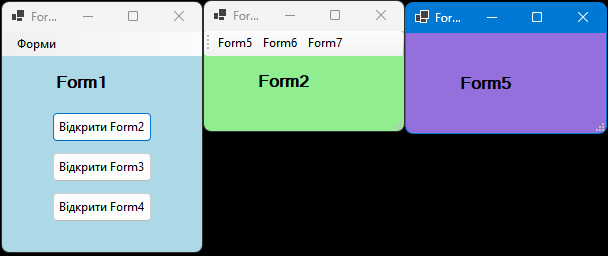 For...
Форми
Form1
Відкрити Form2
Відкрити Form3
Відкрити Form4
For...
Form5 Form6 Form7
Form2
For...
Form5